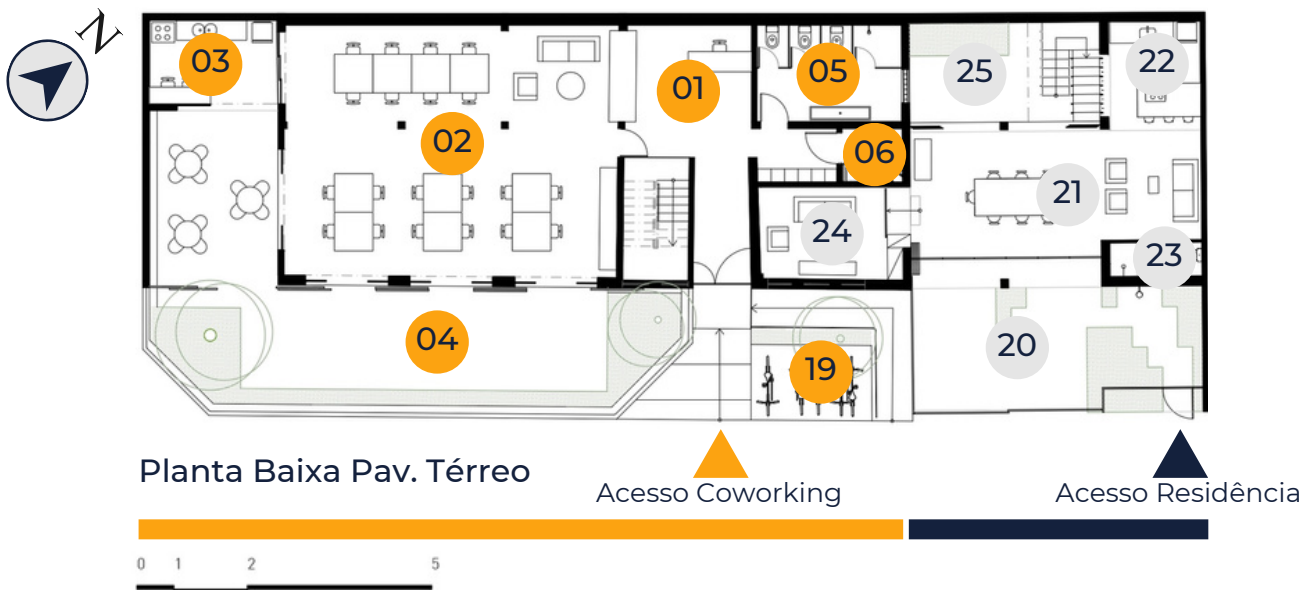 N
03
01
05
25
22
02
06
21
24
23
04
19
20
Planta Baixa Pav. Térreo
Acesso Coworking
Acesso Residência
0 1 2 5